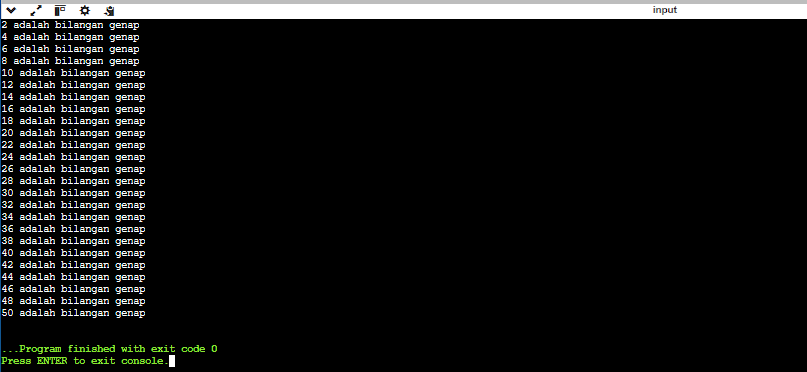 input
2 adalah bilangan genap
4 adalah bilangan genap
6 adalah bilangan genap
8 adalah bilangan genap
10 adalah bilangan genap
12 adalah bilangan genap
14 adalah bilangan genap
16 adalah bilangan genap
18 adalah bilangan genap
20 adalah bilangan genap
22 adalah bilangan genap
24 adalah bilangan genap
26 adalah bilangan genap
28 adalah bilangan genap
30 adalah bilangan genap
32 adalah bilangan genap
34 adalah bilangan genap
36 adalah bilangan genap
38 adalah bilangan genap
40 adalah bilangan genap
42 adalah bilangan genap
44 adalah bilangan genap
46 adalah bilangan genap
48 adalah bilangan genap
50 adalah bilangan genap
...Program finished with exit code 0
Press ENTER to exit console.